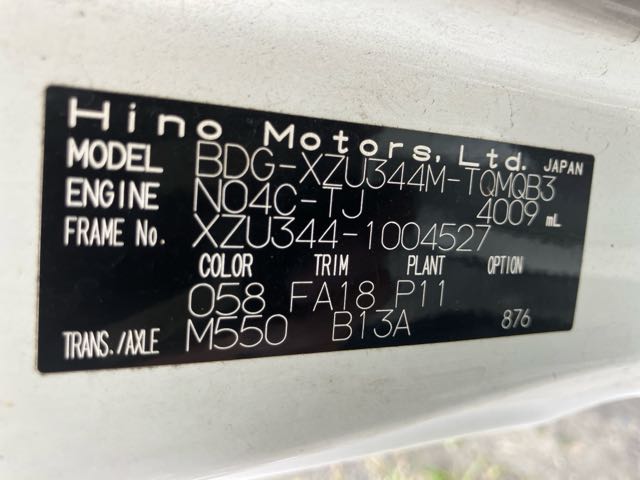 Hino Motors, Ltd. JAPAN
MODEL BDG-XZU344M-TQMQB3
ENGINE N04C-TJ 4009 mL
FRAME No. XZU344-1004527
COLOR TRIM PLANT OPTION
058 FA18 P11
TRANS./AXLE M550 B13A 876